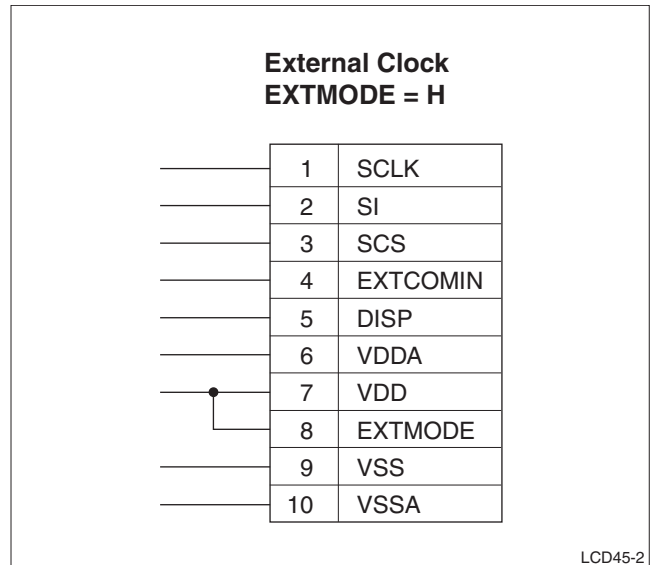 External Clock
EXTMODE = H
1 SCLK
2 SI
3 SCS
4 EXTCOMIN
5 DISP
6 VDDA
7 VDD
8 EXTMODE
9 VSS
10 VSSA
LCD45-2